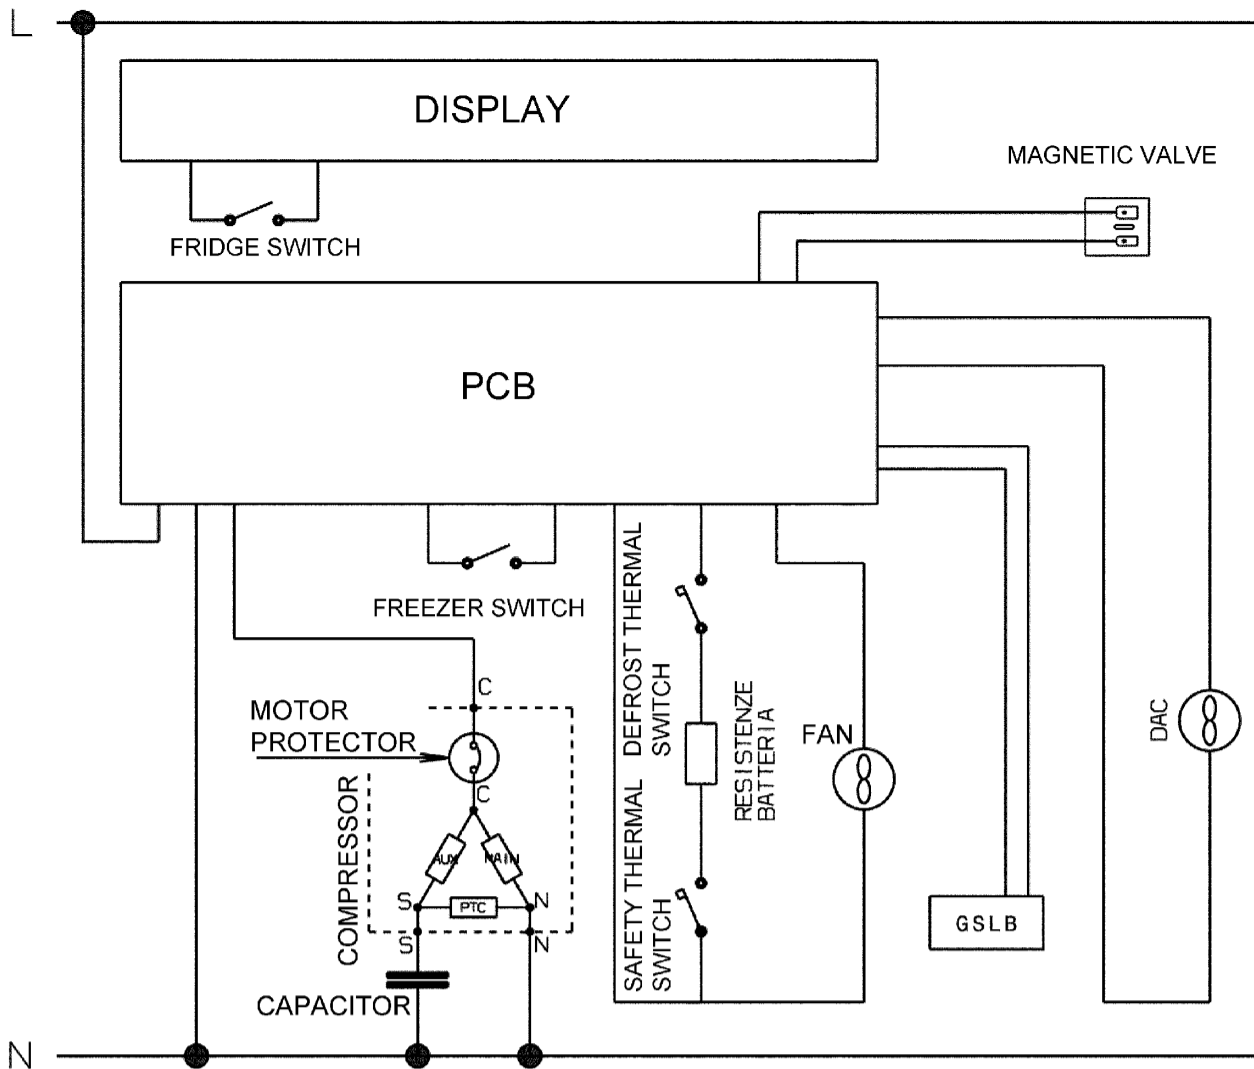 L
DISPLAY
MAGNETIC VALVE
FRIDGE SWITCH
PCB
FREEZER SWITCH
DEFROST THERMAL
SWITCH
C
MOTOR
PROTECTOR
RESISTENZE
BATTERIA
FAN
DAC
C
COMPRESSOR
AUX
MAIN
SAFETY THERMAL
SWITCH
S
PTC
N
S
N
GSLB
CAPACITOR
N